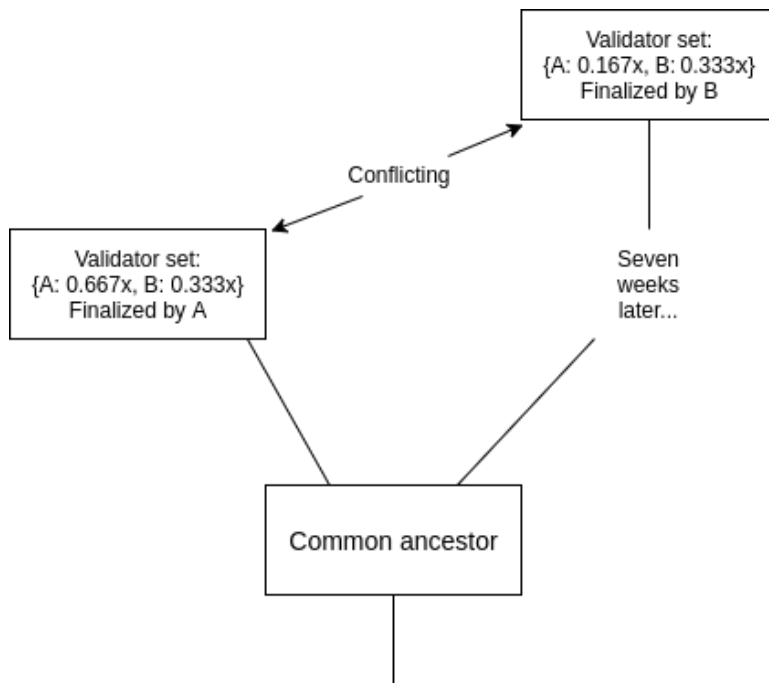 Validator set:
{A: 0.167x, B: 0.333x}
Finalized by B
Conflicting
Validator set:
{A: 0.667x, B: 0.333x}
Finalized by A
Seven
weeks
later...
Common ancestor